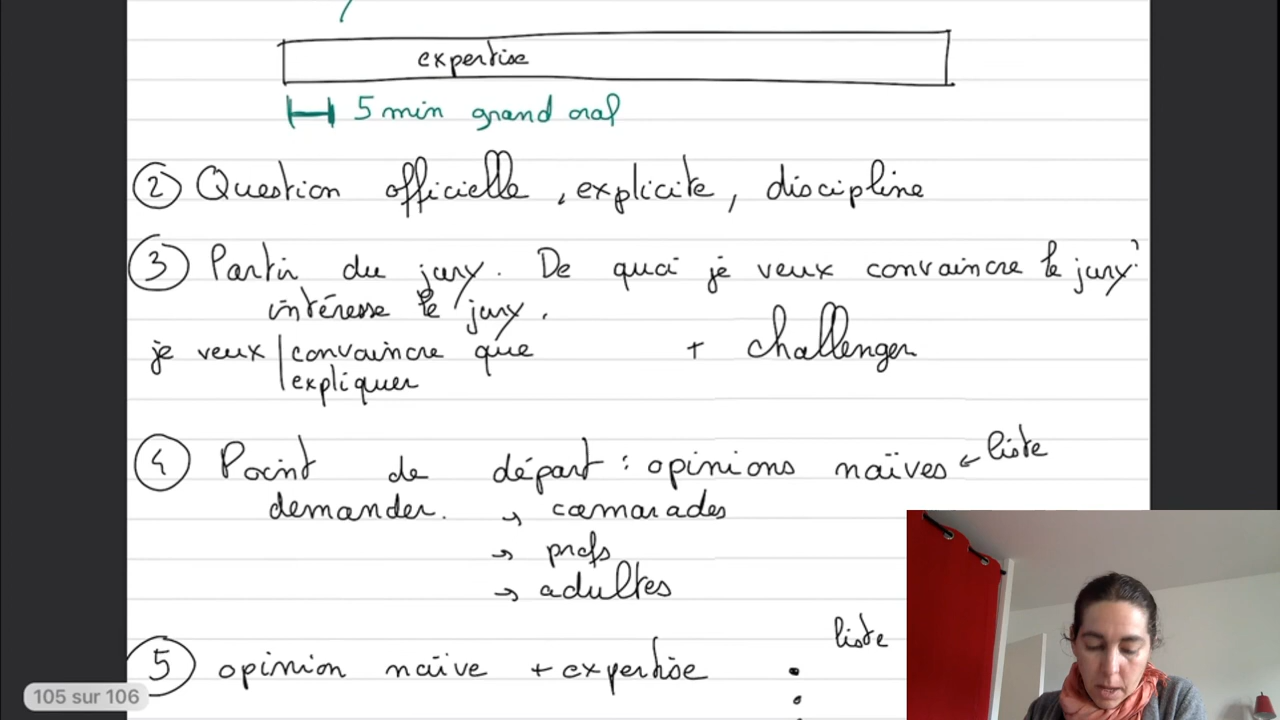 expertise
5 min grand oral
② Question officielle, explicite, discipline
③ Partir du jury. De quoi je veux convaincre le jury?
intéresse le jury.
je veux convaincre que + challenger
expliquer
④ Point de départ : opinions naïves ← liste
demander. → camarades
→ profs
→ adultes
liste
⑤ opinion naïve + expertise
105 sur 106